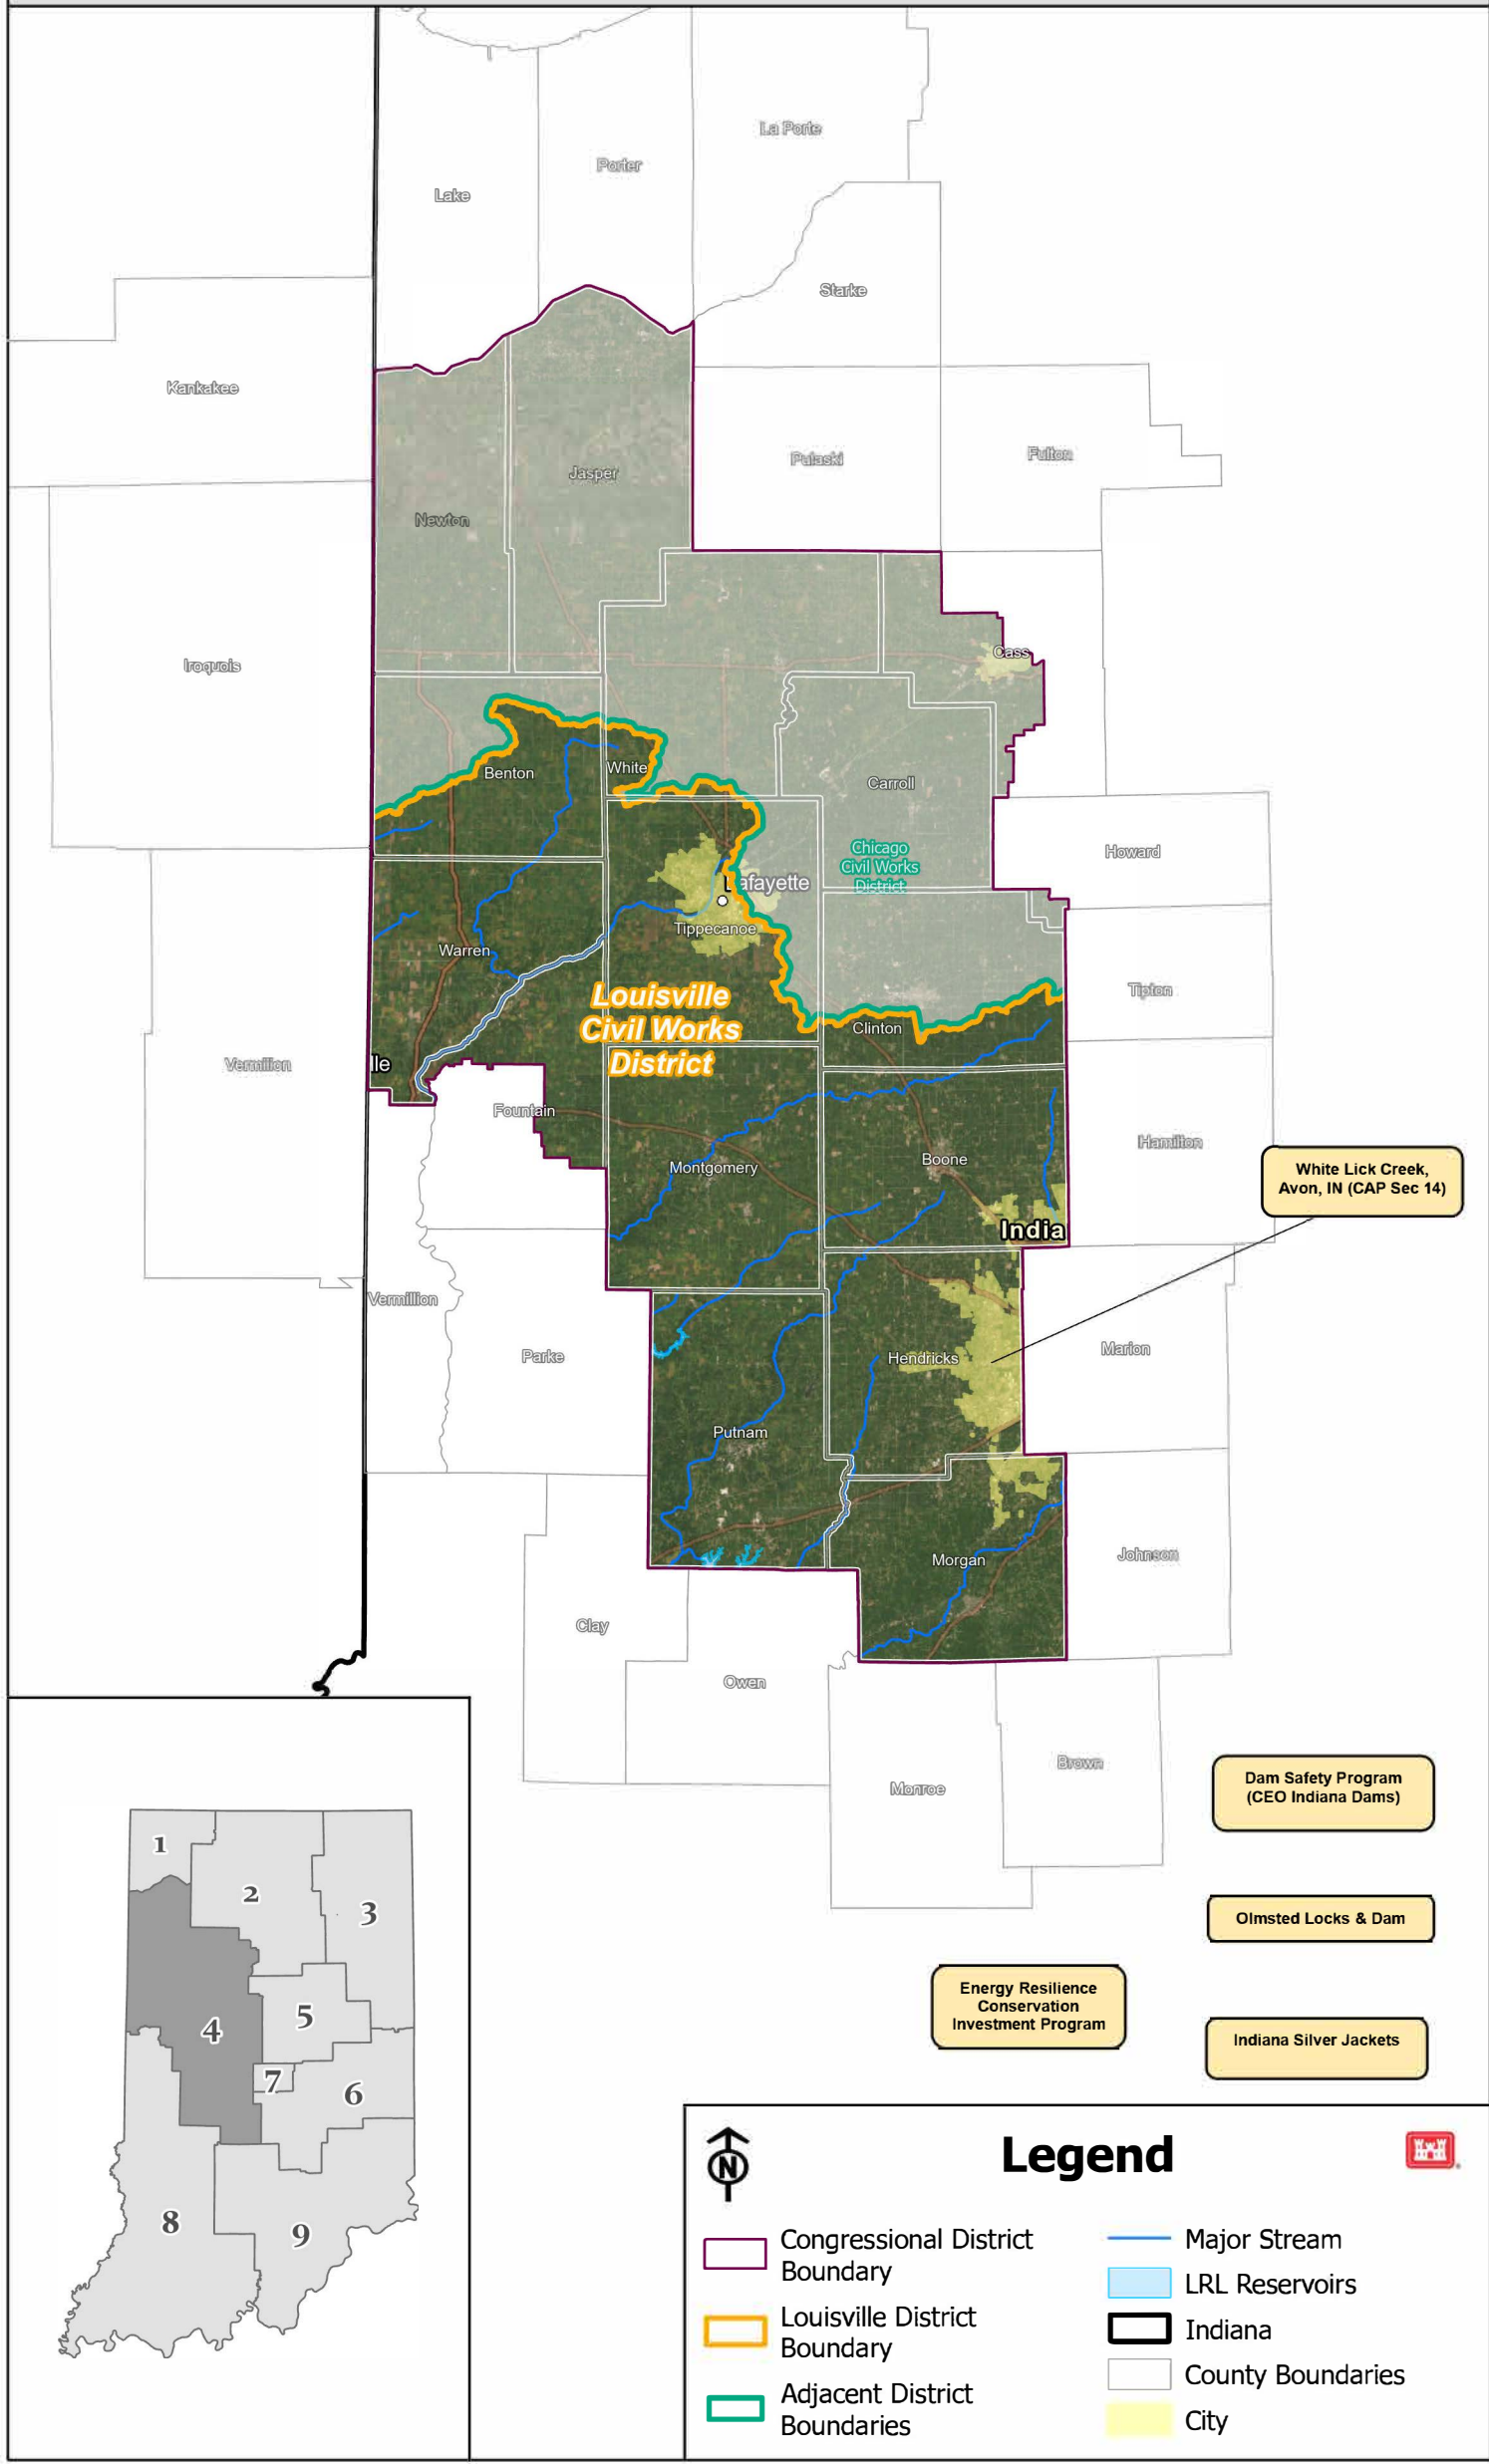 La Porte
Porter
Lake
Starke
Kankakee
Fulton
Pulaski
Jasper
Newton
Cass
Iroquois
White
Benton
Carroll
Chicago
Civil Works
District
Howard
Lafayette
Tippecanoe
Warren
Tipton
Louisville
Civil Works
District
Clinton
lle
Vermilion
Fountain
Hamilton
Boone
Montgomery
White Lick Creek,
Avon, IN (CAP Sec 14)
India
Vermillion
Marion
Parke
Hendricks
Putnam
Johnson
Morgan
Clay
Owen
Brown
Monroe
Dam Safety Program
(CEO Indiana Dams)
Olmsted Locks & Dam
Energy Resilience
Conservation
Investment Program
Indiana Silver Jackets
1
2
3
4
5
7
6
8
9
N
Legend
Congressional District
Boundary
Louisville District
Boundary
Adjacent District
Boundaries
Major Stream
LRL Reservoirs
Indiana
County Boundaries
City